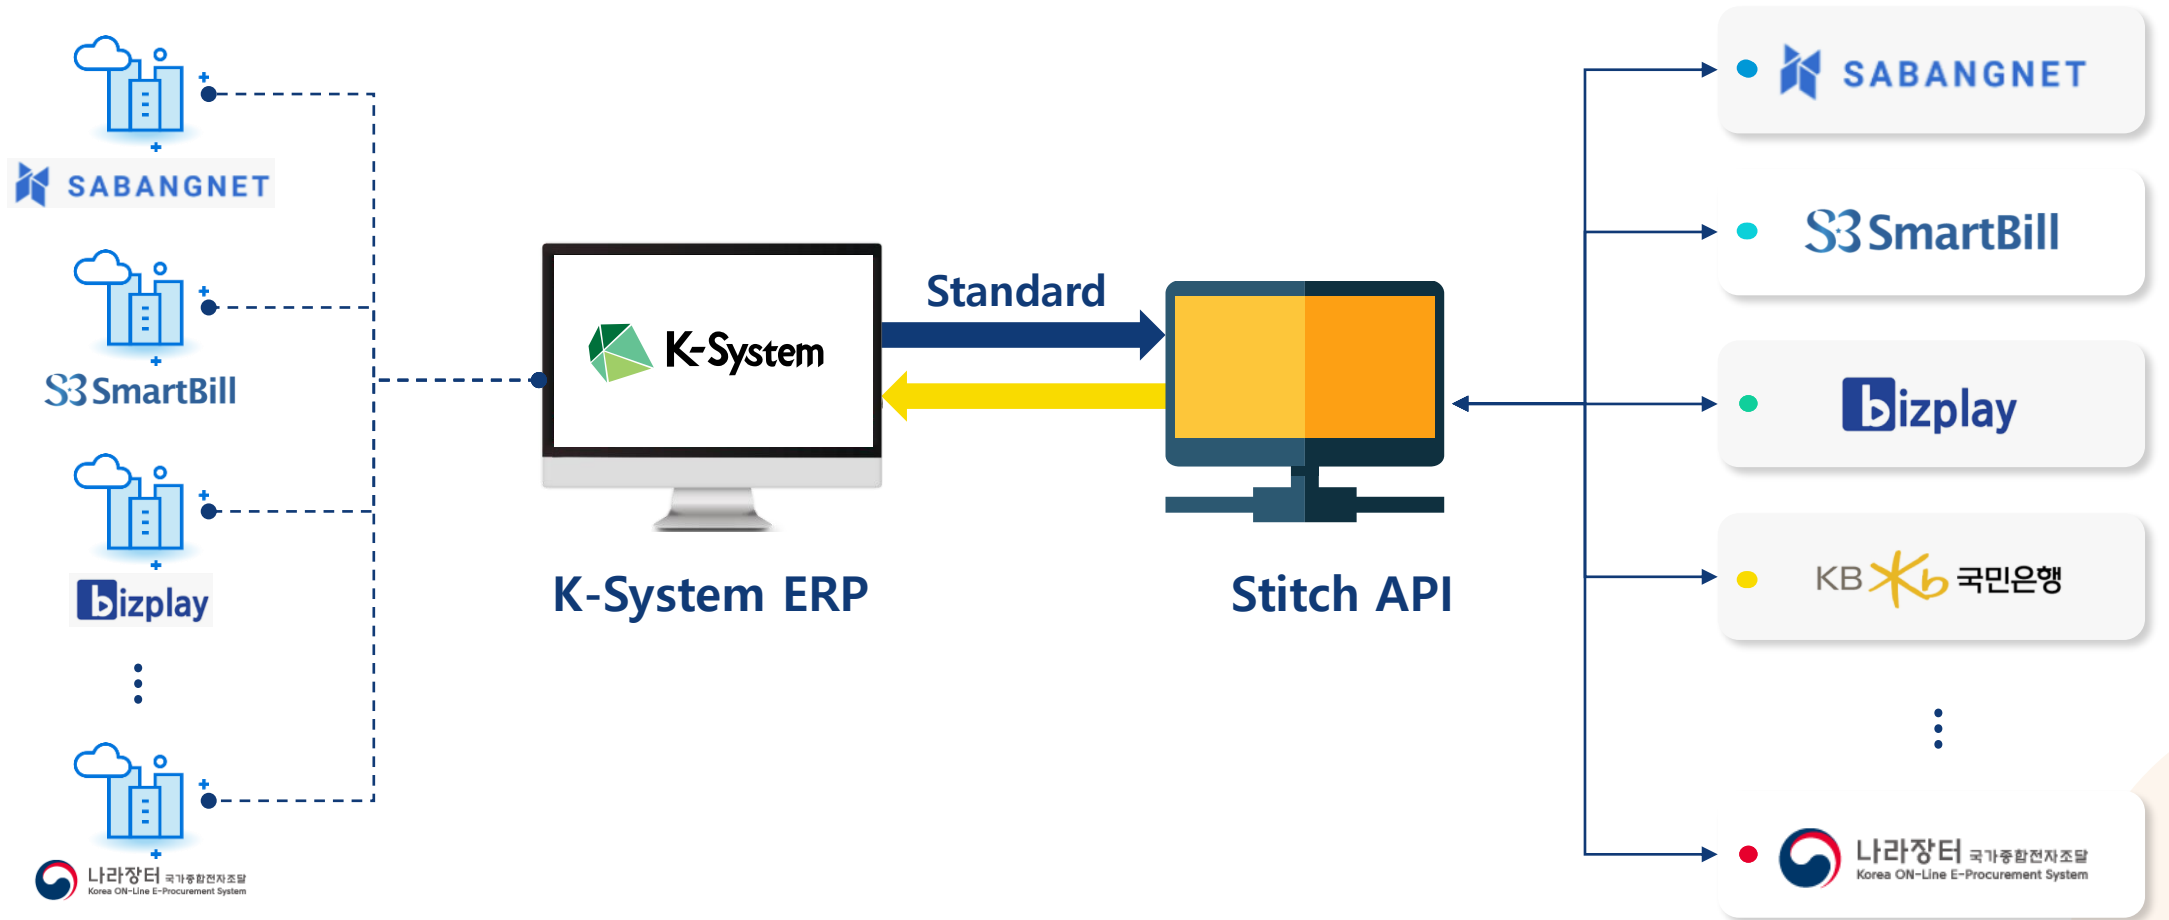 SABANGNET
SmartBill
bizplay
나라장터 국가종합전자조달
Korea ON-Line E-Procurement System
K-System
K-System ERP
Standard
Stitch API
SABANGNET
SmartBill
bizplay
KB Kb 국민은행
나라장터 국가종합전자조달
Korea ON-Line E-Procurement System